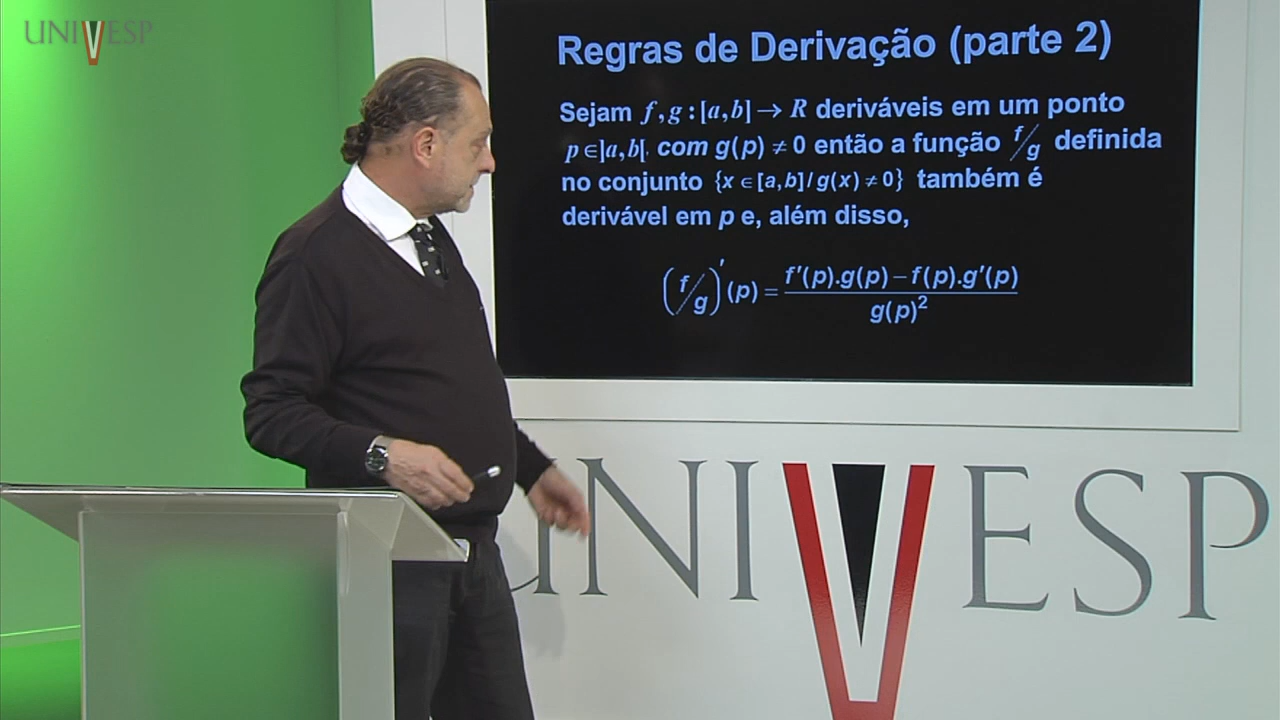 UNIVESP
Regras de Derivação (parte 2)
Sejam f,g:[a,b]→ R deriváveis em um ponto
p∈]a,b[, com g(p) ≠ 0 então a função f/g definida
no conjunto {x ∈ [a,b] / g(x) ≠ 0} também é
derivável em p e, além disso,
(f/g)'(p) = f'(p).g(p) − f(p).g'(p) / g(p)²
UNIVESP